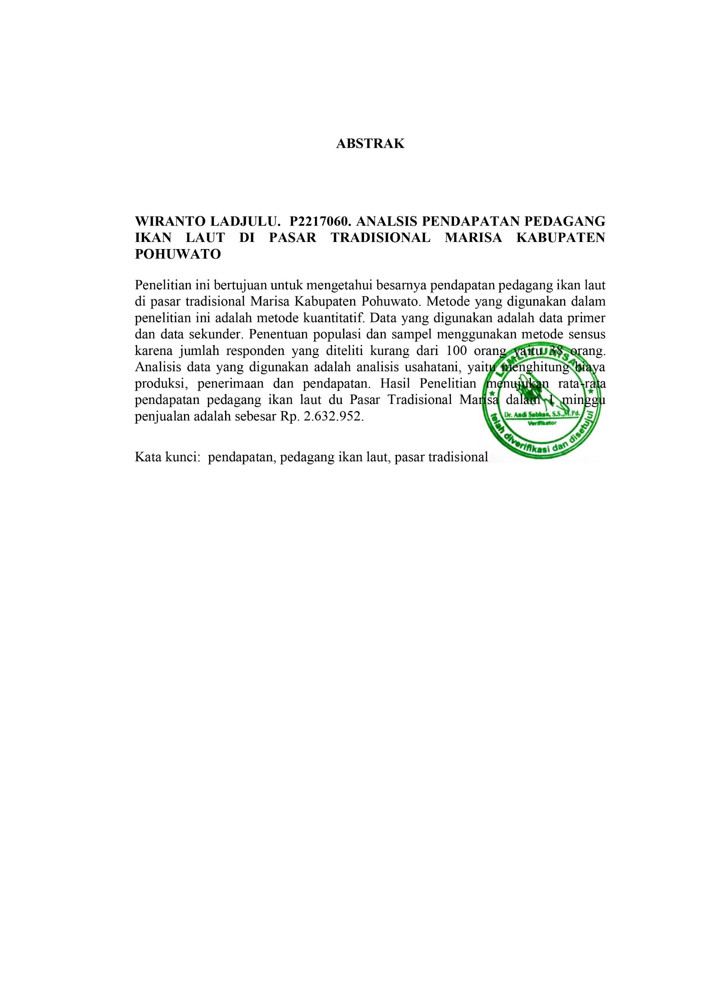 ABSTRAK
WIRANTO LADJULU. P2217060. ANALSIS PENDAPATAN PEDAGANG
IKAN LAUT DI PASAR TRADISIONAL MARISA KABUPATEN
POHUWATO
Penelitian ini bertujuan untuk mengetahui besarnya pendapatan pedagang ikan laut
di pasar tradisional Marisa Kabupaten Pohuwato. Metode yang digunakan dalam
penelitian ini adalah metode kuantitatif. Data yang digunakan adalah data primer
dan data sekunder. Penentuan populasi dan sampel menggunakan metode sensus
karena jumlah responden yang diteliti kurang dari 100 orang yaitu 38 orang.
Analisis data yang digunakan adalah analisis usahatani, yaitu menghitung biaya
produksi, penerimaan dan pendapatan. Hasil Penelitian menujukan rata-rata
pendapatan pedagang ikan laut du Pasar Tradisional Marisa dalam 1 minggu
penjualan adalah sebesar Rp. 2.632.952.
LEMLIT UNISAN
Dr. Andi Subhan, S.S.,M.Pd.
Verifikator
telah diverifikasi dan disetujui
Kata kunci: pendapatan, pedagang ikan laut, pasar tradisional